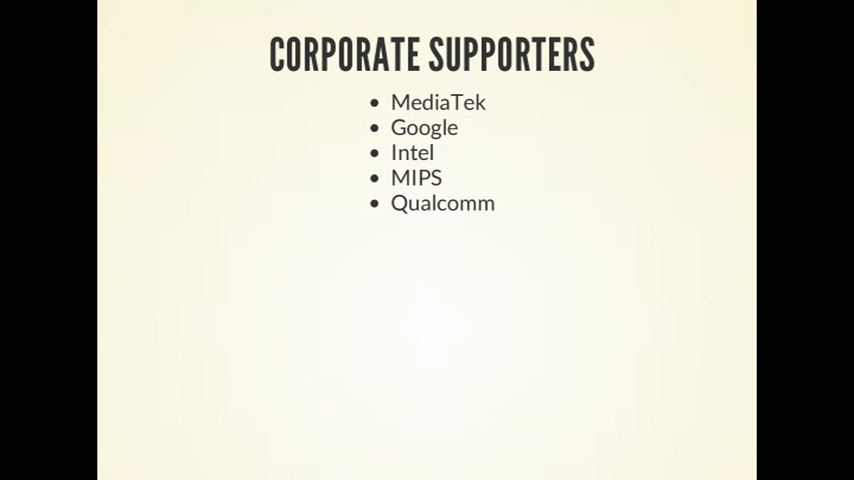 CORPORATE SUPPORTERS
• MediaTek
• Google
• Intel
• MIPS
• Qualcomm